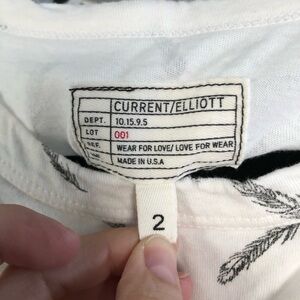 CURRENT/ELLIOTT
DEPT. 10.15.9.5
LOT 001
REF. WEAR FOR LOVE/ LOVE FOR WEAR
MADE IN U.S.A
2